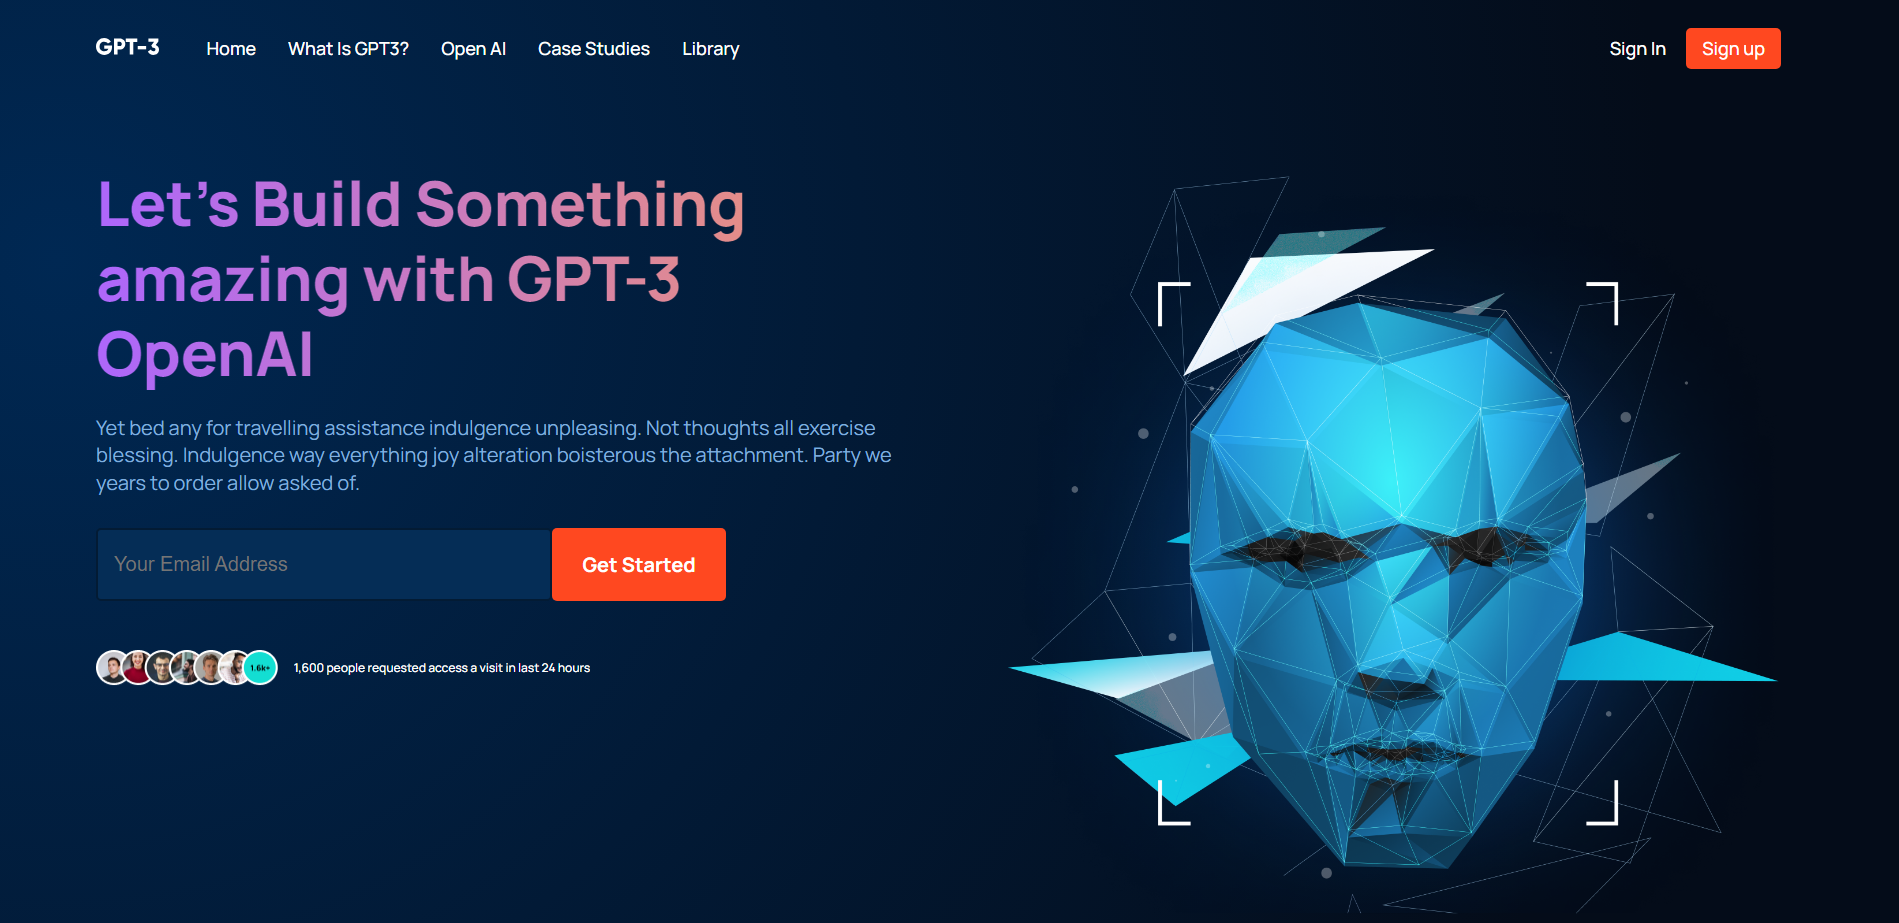 GPT-3
Home
What Is GPT3?
Open AI
Case Studies
Library
Sign In
Sign up
Let’s Build Something
amazing with GPT-3
OpenAI
Yet bed any for travelling assistance indulgence unpleasing. Not thoughts all exercise
blessing. Indulgence way everything joy alteration boisterous the attachment. Party we
years to order allow asked of.
Your Email Address
Get Started
1.6k+
1,600 people requested access a visit in last 24 hours